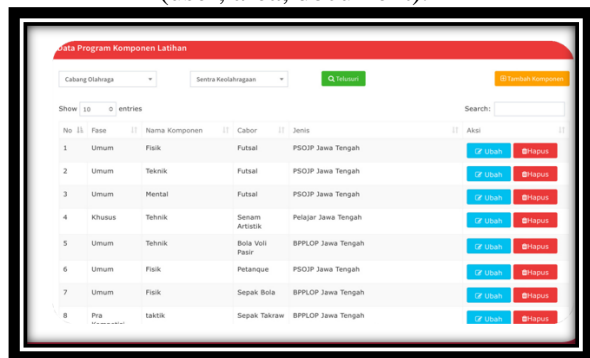 Data Program Komponen Latihan
Cabang Olahraga Sentra Keolahragaan Telusuri Tambah Komponen
Show 10 entries Search:
No Fase Nama Komponen Cabor Jenis Aksi
1 Umum Fisik Futsal PSOJP Jawa Tengah Ubah Hapus
2 Umum Teknik Futsal PSOJP Jawa Tengah Ubah Hapus
3 Umum Mental Futsal PSOJP Jawa Tengah Ubah Hapus
4 Khusus Tehnik Senam Pelajar Jawa Tengah Ubah Hapus
Artistik
5 Umum Tehnik Bola Voli BPPLOP Jawa Tengah Ubah Hapus
Pasir
6 Umum Fisik Petanque PSOJP Jawa Tengah Ubah Hapus
7 Umum Fisik Sepak Bola BPPLOP Jawa Tengah Ubah Hapus
8 Pra taktik Sepak Takraw BPPLOP Jawa Tengah Ubah Hapus